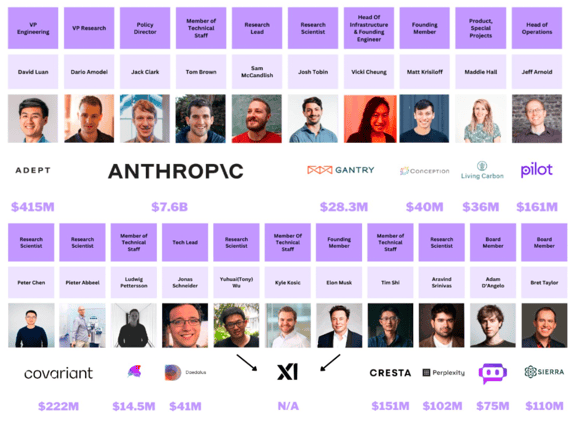 VP
Engineering
VP Research
Policy
Director
Member of
Technical
Staff
Research
Lead
Research
Scientist
Head Of
Infrastructure
& Founding
Engineer
Founding
Member
Product,
Special
Projects
Head of
Operations
David Luan
Dario Amodei
Jack Clark
Tom Brown
Sam
McCandlish
Josh Tobin
Vicki Cheung
Matt Krisiloff
Maddie Hall
Jeff Arnold
ADEPT
ANTHROP\C
GANTRY
CONCEPTION
Living Carbon
pilot
$415M
$7.6B
$28.3M
$40M
$36M
$161M
Research
Scientist
Research
Scientist
Member of
Technical
Staff
Tech Lead
Research
Scientist
Member Of
Technical
Staff
Founding
Member
Member of
Technical
Staff
Research
Scientist
Board
Member
Board
Member
Peter Chen
Pieter Abbeel
Ludwig
Pettersson
Jonas
Schneider
Yuhuai(Tony)
Wu
Kyle Kosic
Elon Musk
Tim Shi
Aravind
Srinivas
Adam
D'Angelo
Bret Taylor
covariant
Daedalus
XI
CRESTA
Perplexity
SIERRA
$222M
$14.5M
$41M
N/A
$151M
$102M
$75M
$110M